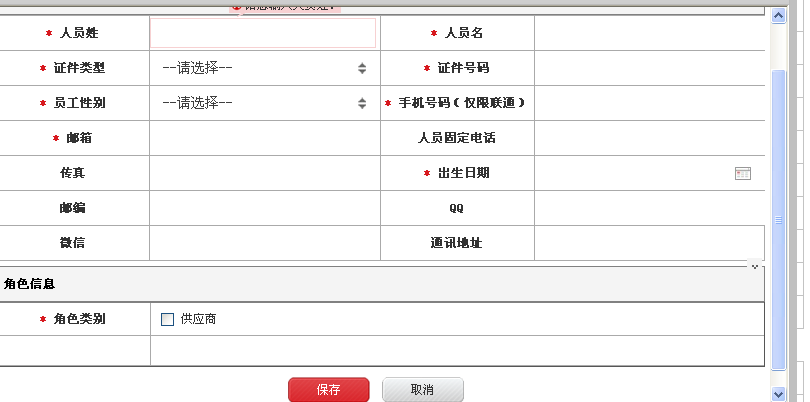 * 人员姓 * 人员名
* 证件类型 --请选择-- * 证件号码
* 员工性别 --请选择-- * 手机号码(仅限联通)
* 邮箱 人员固定电话
传真 * 出生日期
邮编 QQ
微信 通讯地址
角色信息
* 角色类别 供应商
保存 取消